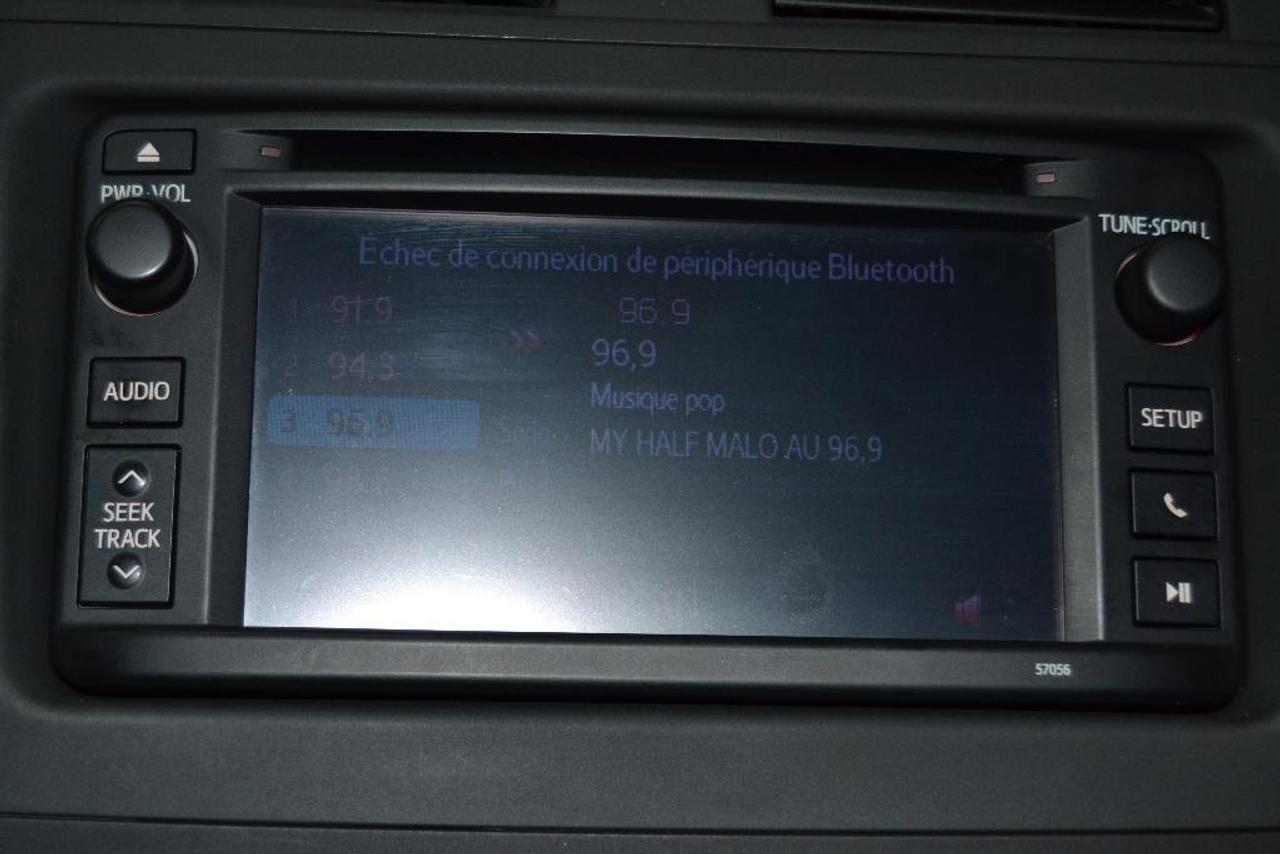 PWR·VOL
TUNE·SCROLL
Échec de connexion de périphérique Bluetooth
1 91.9
96.9
2 94.3
96,9
3 96.9
Musique pop
MY HALF MALO AU 96,9
AUDIO
SEEK
TRACK
SETUP
57056